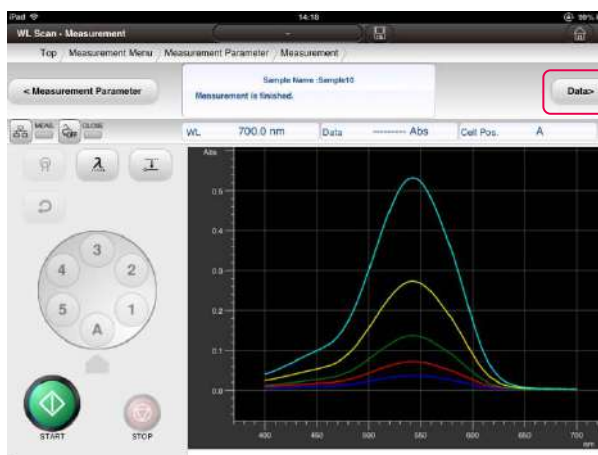 iPad 14:18 99%
WL Scan - Measurement -
Top Measurement Menu Measurement Parameter Measurement
< Measurement Parameter
Sample Name :Sample10
Measurement is finished.
Data>
MEAS. OFF CLOSE
WL. 700.0 nm Data --------- Abs Cell Pos. A
Abs
λ
3
4 2
5 1
A
START STOP
0.5
0.4
0.3
0.2
0.1
0.0
400 450 500 550 600 650 700
nm